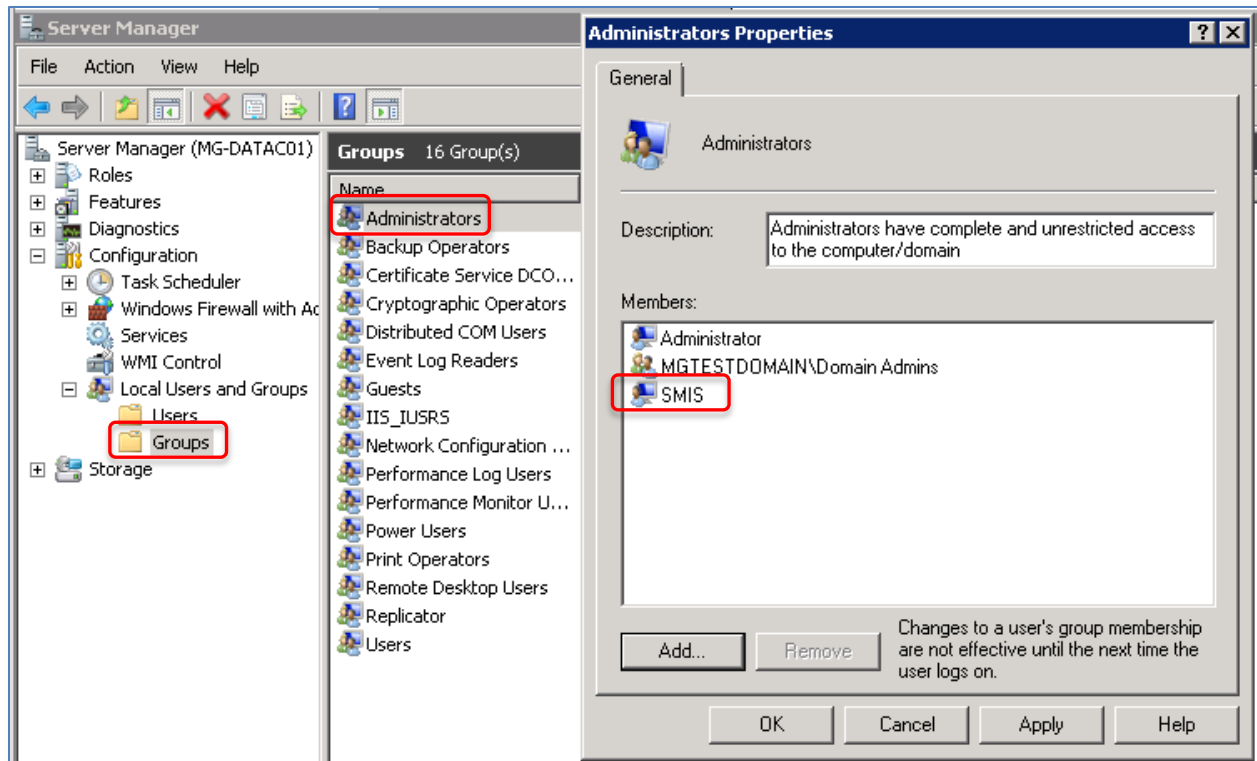 Server Manager
File Action View Help
Server Manager (MG-DATAC01)
Roles
Features
Diagnostics
Configuration
Task Scheduler
Windows Firewall with Ad
Services
WMI Control
Local Users and Groups
Users
Groups
Storage
Groups 16 Group(s)
Name
Administrators
Backup Operators
Certificate Service DCO...
Cryptographic Operators
Distributed COM Users
Event Log Readers
Guests
IIS_IUSRS
Network Configuration ...
Performance Log Users
Performance Monitor U...
Power Users
Print Operators
Remote Desktop Users
Replicator
Users
Administrators Properties
General
Administrators
Description:
Administrators have complete and unrestricted access
to the computer/domain
Members:
Administrator
MGTESTDOMAIN\Domain Admins
SMIS
Add... Remove
Changes to a user's group membership
are not effective until the next time the
user logs on.
OK Cancel Apply Help